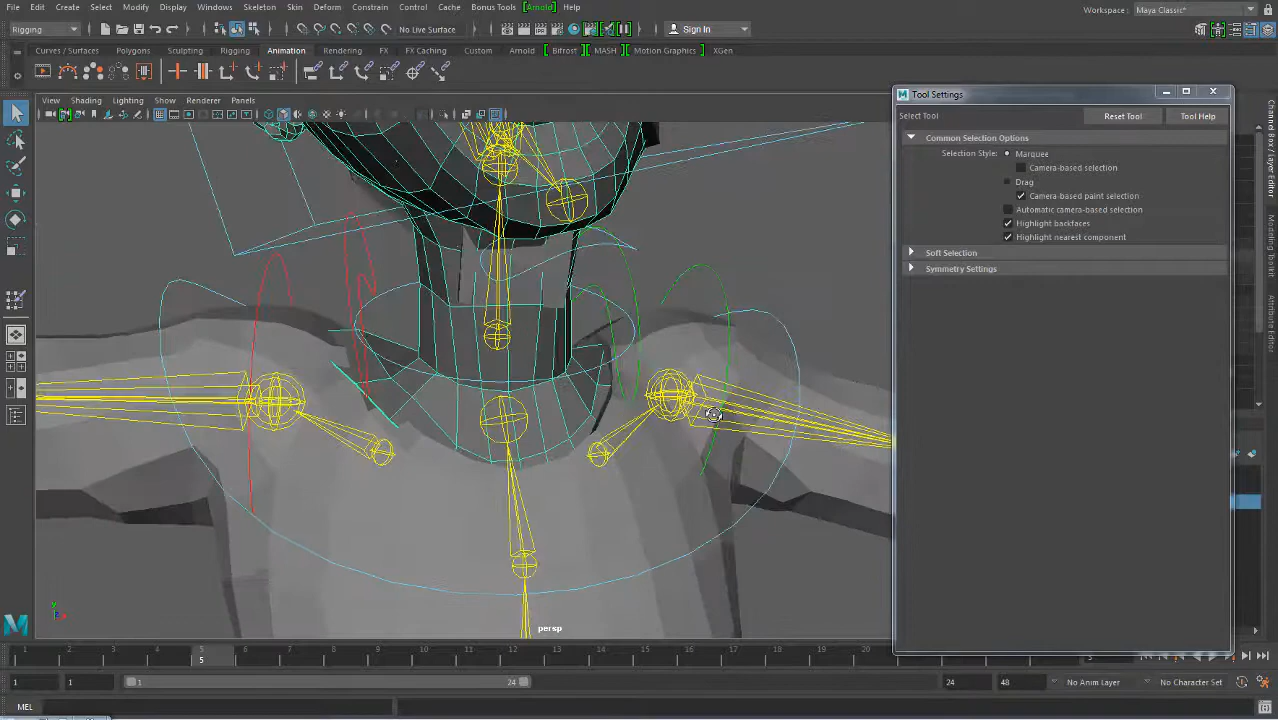 File Edit Create Select Modify Display Windows Skeleton Skin Deform Constrain Control Cache Bonus Tools Arnold Help
Workspace : Maya Classic*
Rigging No Live Surface Sign In
Curves / Surfaces Polygons Sculpting Rigging Animation Rendering FX FX Caching Custom Arnold Bifrost MASH Motion Graphics XGen
View Shading Lighting Show Renderer Panels
Tool Settings
Select Tool Reset Tool Tool Help
Common Selection Options
Selection Style: Marquee
Camera-based selection
Drag
Camera-based paint selection
Automatic camera-based selection
Highlight backfaces
Highlight nearest component
Soft Selection
Symmetry Settings
Channel Box / Layer Editor
Modeling Toolkit
Attribute Editor
persp
1 2 3 4 5 6 7 8 9 10 11 12 13 14 15 16 17 18 19 20
5
5
1 1 1 24 24 48 No Anim Layer No Character Set
MEL